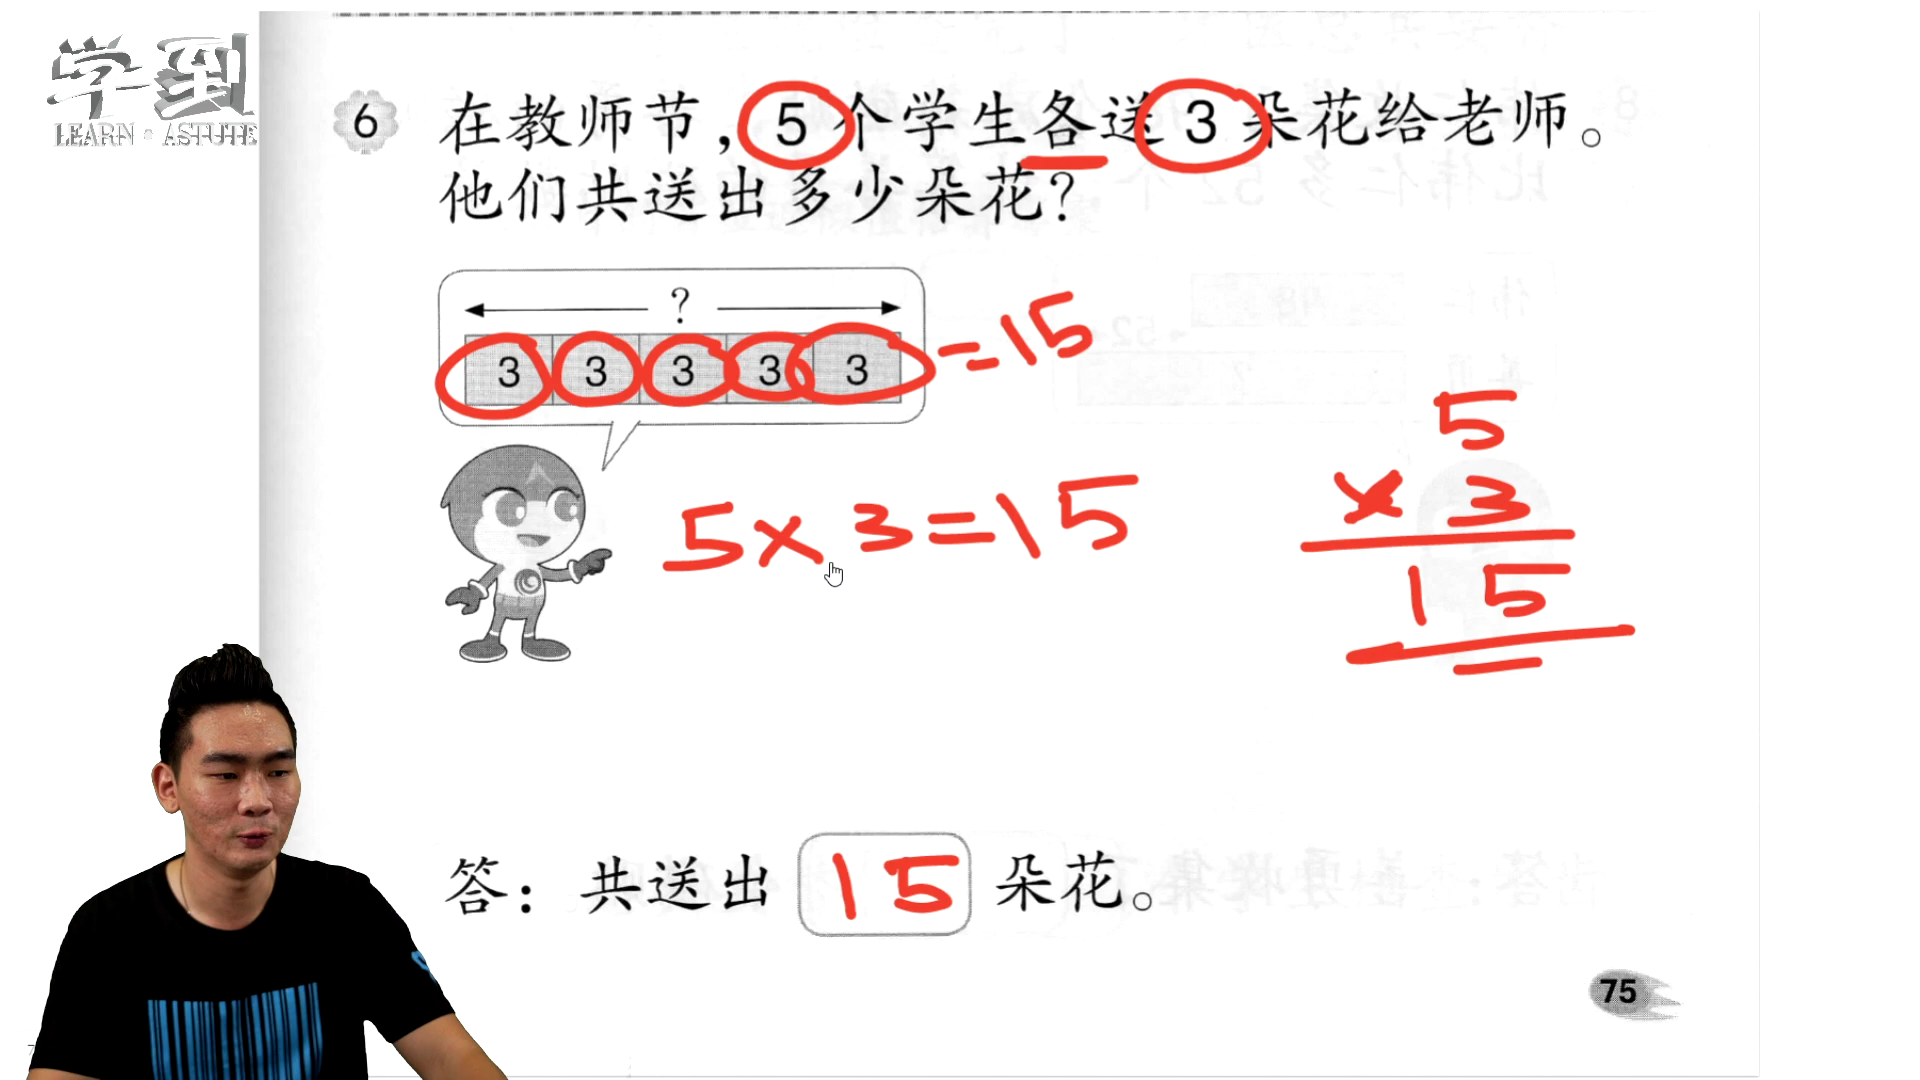 学到
LEARN ASTUTE
6 在教师节，5个学生各送3朵花给老师。
他们共送出多少朵花？
?
3 3 3 3 3 =15
5×3=15
5
× 3
15
答：共送出 15 朵花。
75